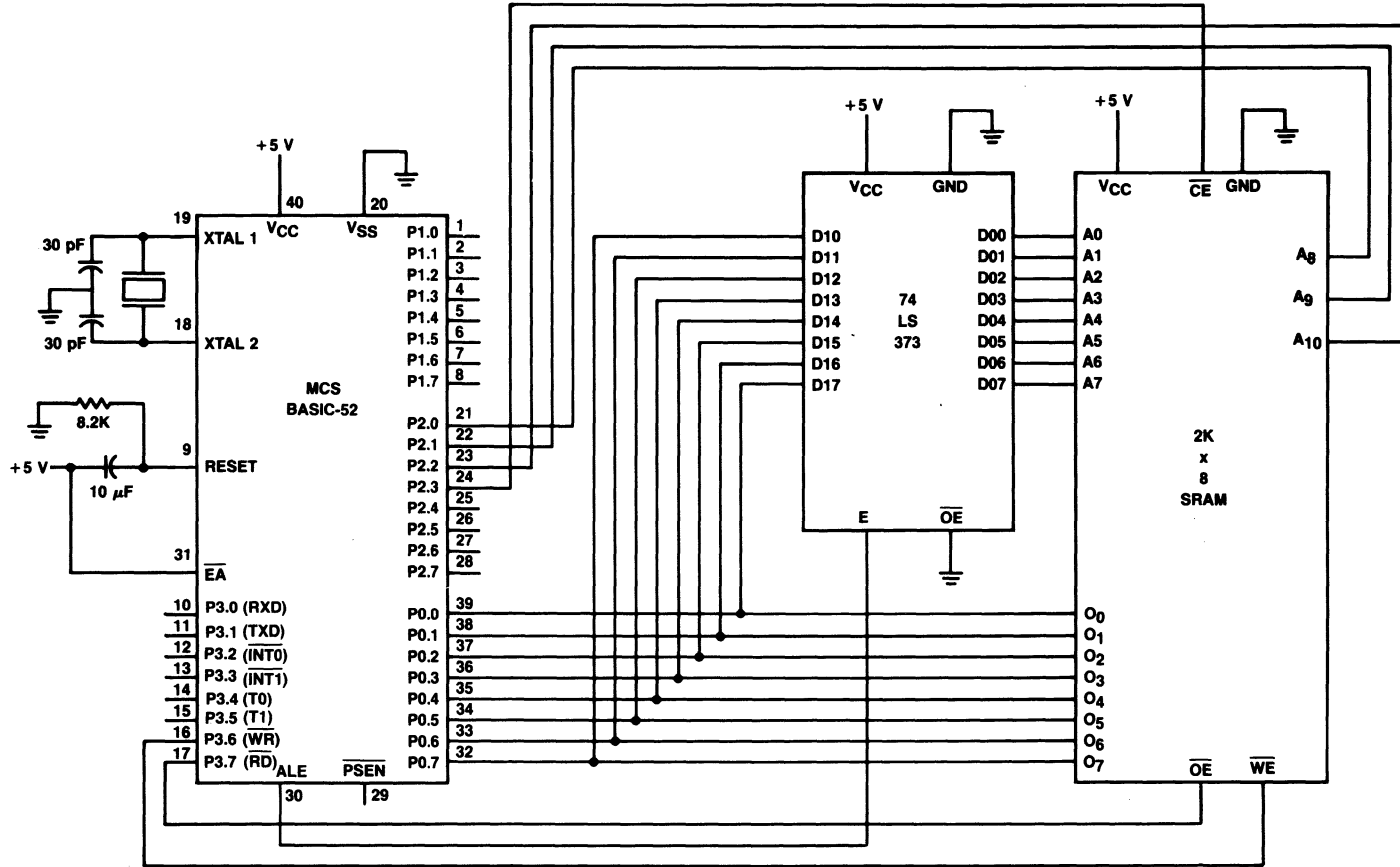 +5 V
40
VCC
20
VSS
19
XTAL 1
30 pF
30 pF
18
XTAL 2
8.2K
+5 V
10 μF
9
RESET
31
EA
MCS
BASIC-52
10 P3.0 (RXD)
11 P3.1 (TXD)
12 P3.2 (INT0)
13 P3.3 (INT1)
14 P3.4 (T0)
15 P3.5 (T1)
16 P3.6 (WR)
17 P3.7 (RD)
ALE
30
PSEN
29
P1.0 1
P1.1 2
P1.2 3
P1.3 4
P1.4 5
P1.5 6
P1.6 7
P1.7 8
P2.0 21
P2.1 22
P2.2 23
P2.3 24
P2.4 25
P2.5 26
P2.6 27
P2.7 28
P0.0 39
P0.1 38
P0.2 37
P0.3 36
P0.4 35
P0.5 34
P0.6 33
P0.7 32
+5 V
VCC
GND
D10 D00
D11 D01
D12 D02
D13 D03
D14 D04
D15 D05
D16 D06
D17 D07
74
LS
373
E
OE
+5 V
VCC
CE
GND
A0
A1
A2
A3
A4
A5
A6
A7
A8
A9
A10
2K
x
8
SRAM
O0
O1
O2
O3
O4
O5
O6
O7
OE
WE